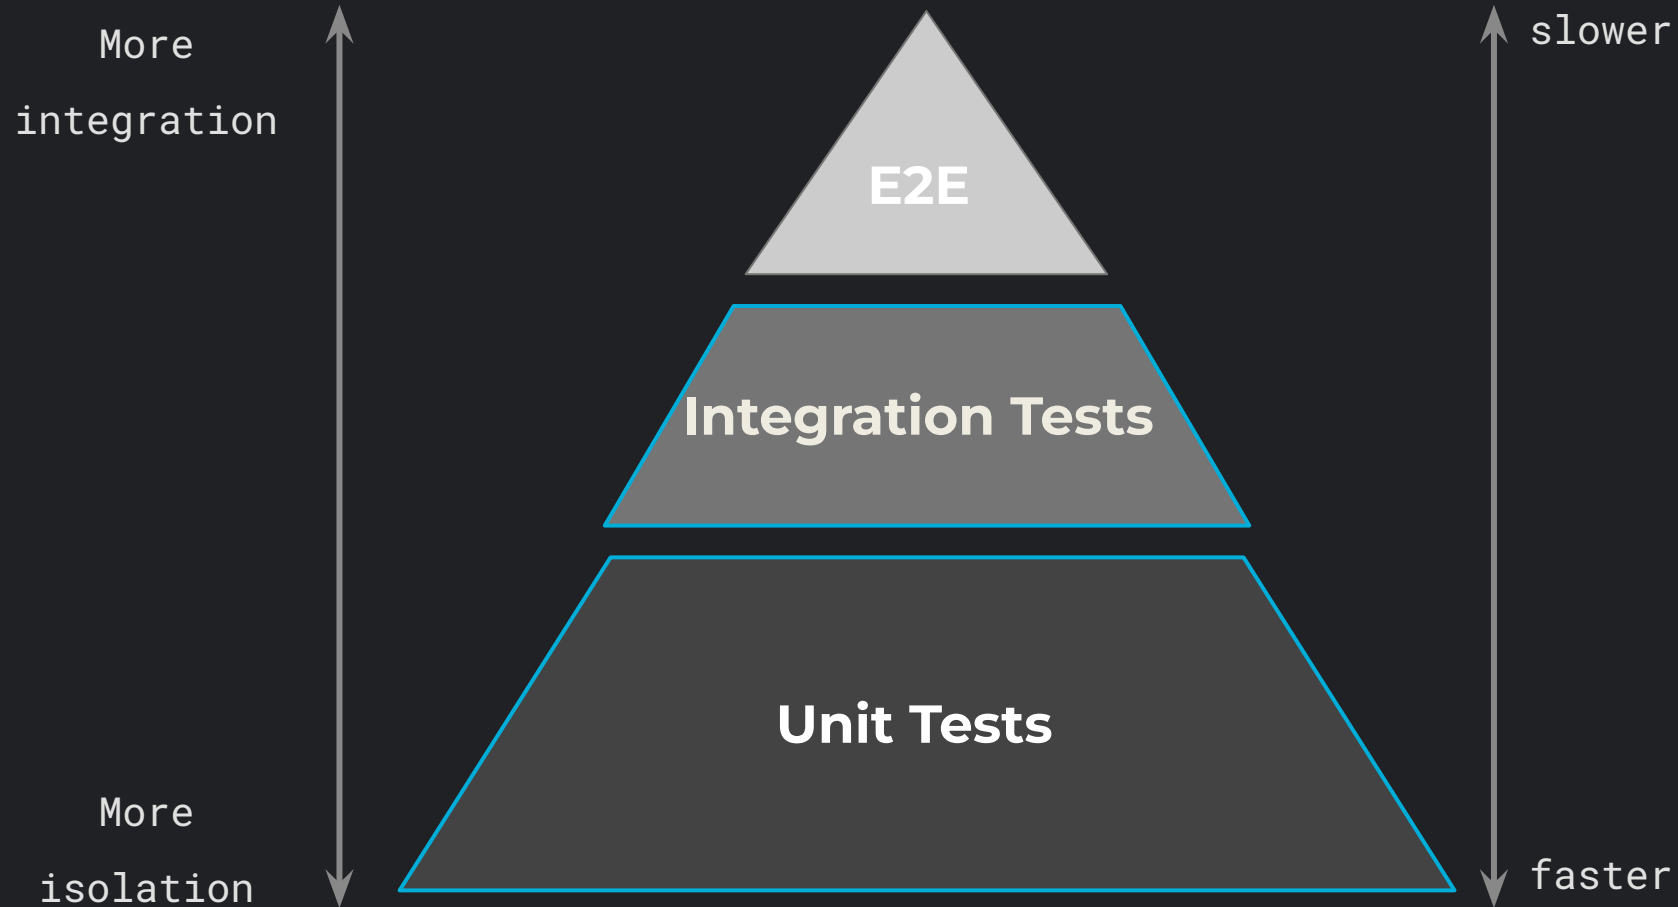 More
integration
slower
E2E
Integration Tests
Unit Tests
More
isolation
faster